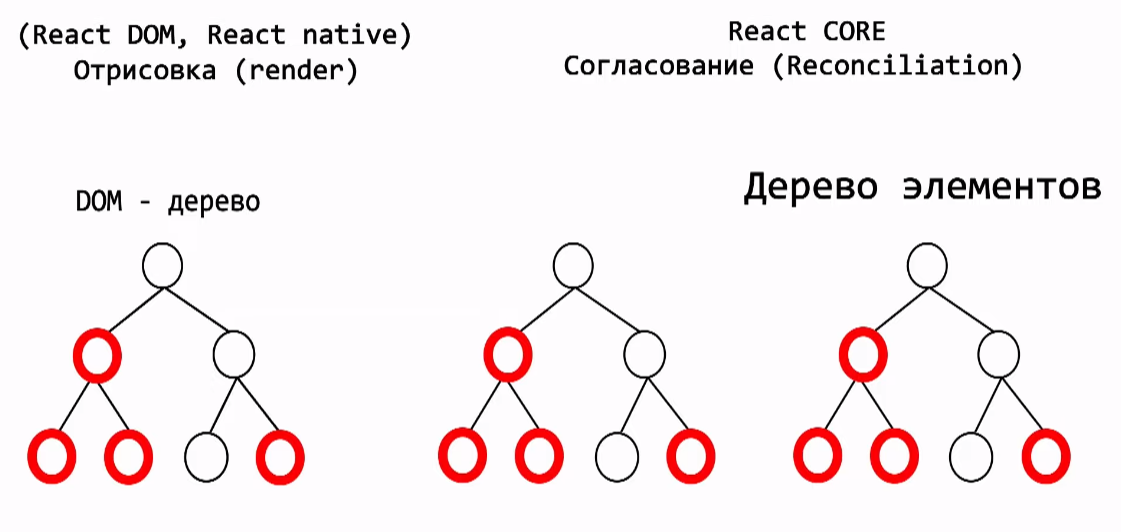 (React DOM, React native)
Отрисовка (render)
React CORE
Согласование (Reconciliation)
DOM - дерево
Дерево элементов